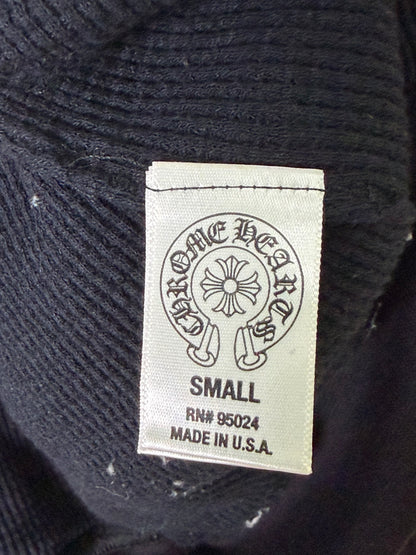 CHROME HEARTS
SMALL
RN# 95024
MADE IN U.S.A.